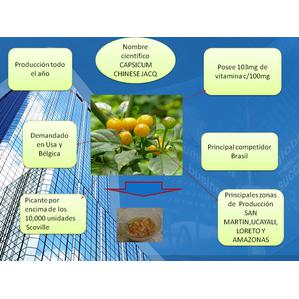 Nombre
cientifico
CAPSICUM
CHINESE JACQ
Producción todo
el año
Posee 103mg de
vitamina c/100mg
Demandado
en Usa y
Bélgica
Principal competidor
Brasil
Picante por
encima de los
10,000 unidades
Scoville
Principales zonas
de Producción
SAN
MARTIN,UCAYALI,
LORETO Y
AMAZONAS